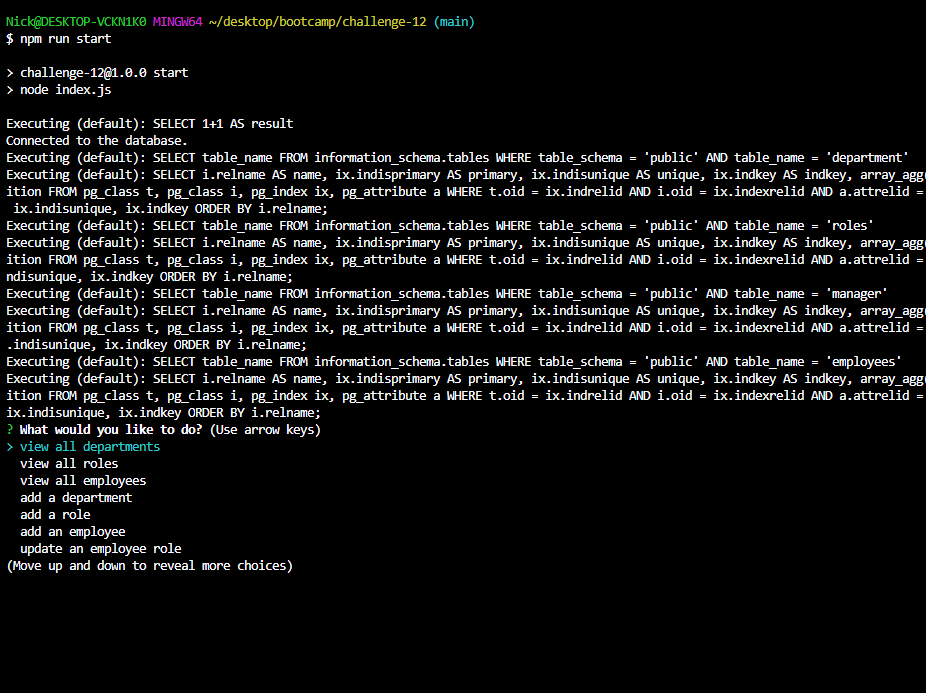 Nick@DESKTOP-VCKN1K0 MINGW64 ~/desktop/bootcamp/challenge-12 (main)
$ npm run start
> challenge-12@1.0.0 start
> node index.js
Executing (default): SELECT 1+1 AS result
Connected to the database.
Executing (default): SELECT table_name FROM information_schema.tables WHERE table_schema = 'public' AND table_name = 'department'
Executing (default): SELECT i.relname AS name, ix.indisprimary AS primary, ix.indisunique AS unique, ix.indkey AS indkey, array_agg(
ition FROM pg_class t, pg_class i, pg_index ix, pg_attribute a WHERE t.oid = ix.indrelid AND i.oid = ix.indexrelid AND a.attrelid =
ix.indisunique, ix.indkey ORDER BY i.relname;
Executing (default): SELECT table_name FROM information_schema.tables WHERE table_schema = 'public' AND table_name = 'roles'
Executing (default): SELECT i.relname AS name, ix.indisprimary AS primary, ix.indisunique AS unique, ix.indkey AS indkey, array_agg(
ition FROM pg_class t, pg_class i, pg_index ix, pg_attribute a WHERE t.oid = ix.indrelid AND i.oid = ix.indexrelid AND a.attrelid =
ndisunique, ix.indkey ORDER BY i.relname;
Executing (default): SELECT table_name FROM information_schema.tables WHERE table_schema = 'public' AND table_name = 'manager'
Executing (default): SELECT i.relname AS name, ix.indisprimary AS primary, ix.indisunique AS unique, ix.indkey AS indkey, array_agg(
ition FROM pg_class t, pg_class i, pg_index ix, pg_attribute a WHERE t.oid = ix.indrelid AND i.oid = ix.indexrelid AND a.attrelid =
.indisunique, ix.indkey ORDER BY i.relname;
Executing (default): SELECT table_name FROM information_schema.tables WHERE table_schema = 'public' AND table_name = 'employees'
Executing (default): SELECT i.relname AS name, ix.indisprimary AS primary, ix.indisunique AS unique, ix.indkey AS indkey, array_agg(
ition FROM pg_class t, pg_class i, pg_index ix, pg_attribute a WHERE t.oid = ix.indrelid AND i.oid = ix.indexrelid AND a.attrelid =
ix.indisunique, ix.indkey ORDER BY i.relname;
? What would you like to do? (Use arrow keys)
> view all departments
view all roles
view all employees
add a department
add a role
add an employee
update an employee role
(Move up and down to reveal more choices)